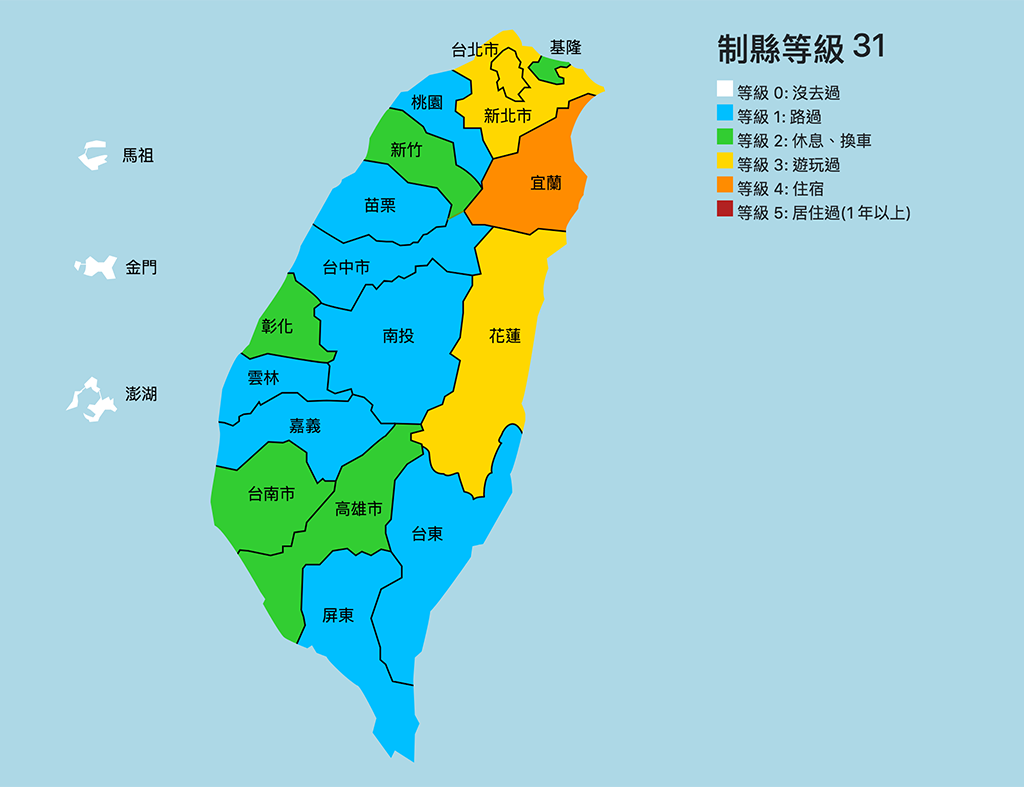 制縣等級 31
等級 0: 沒去過
等級 1: 路過
等級 2: 休息、換車
等級 3: 遊玩過
等級 4: 住宿
等級 5: 居住過(1 年以上)
台北市
基隆
桃園
新北市
新竹
馬祖
宜蘭
苗栗
台中市
金門
彰化
南投
花蓮
雲林
澎湖
嘉義
台南市
高雄市
台東
屏東